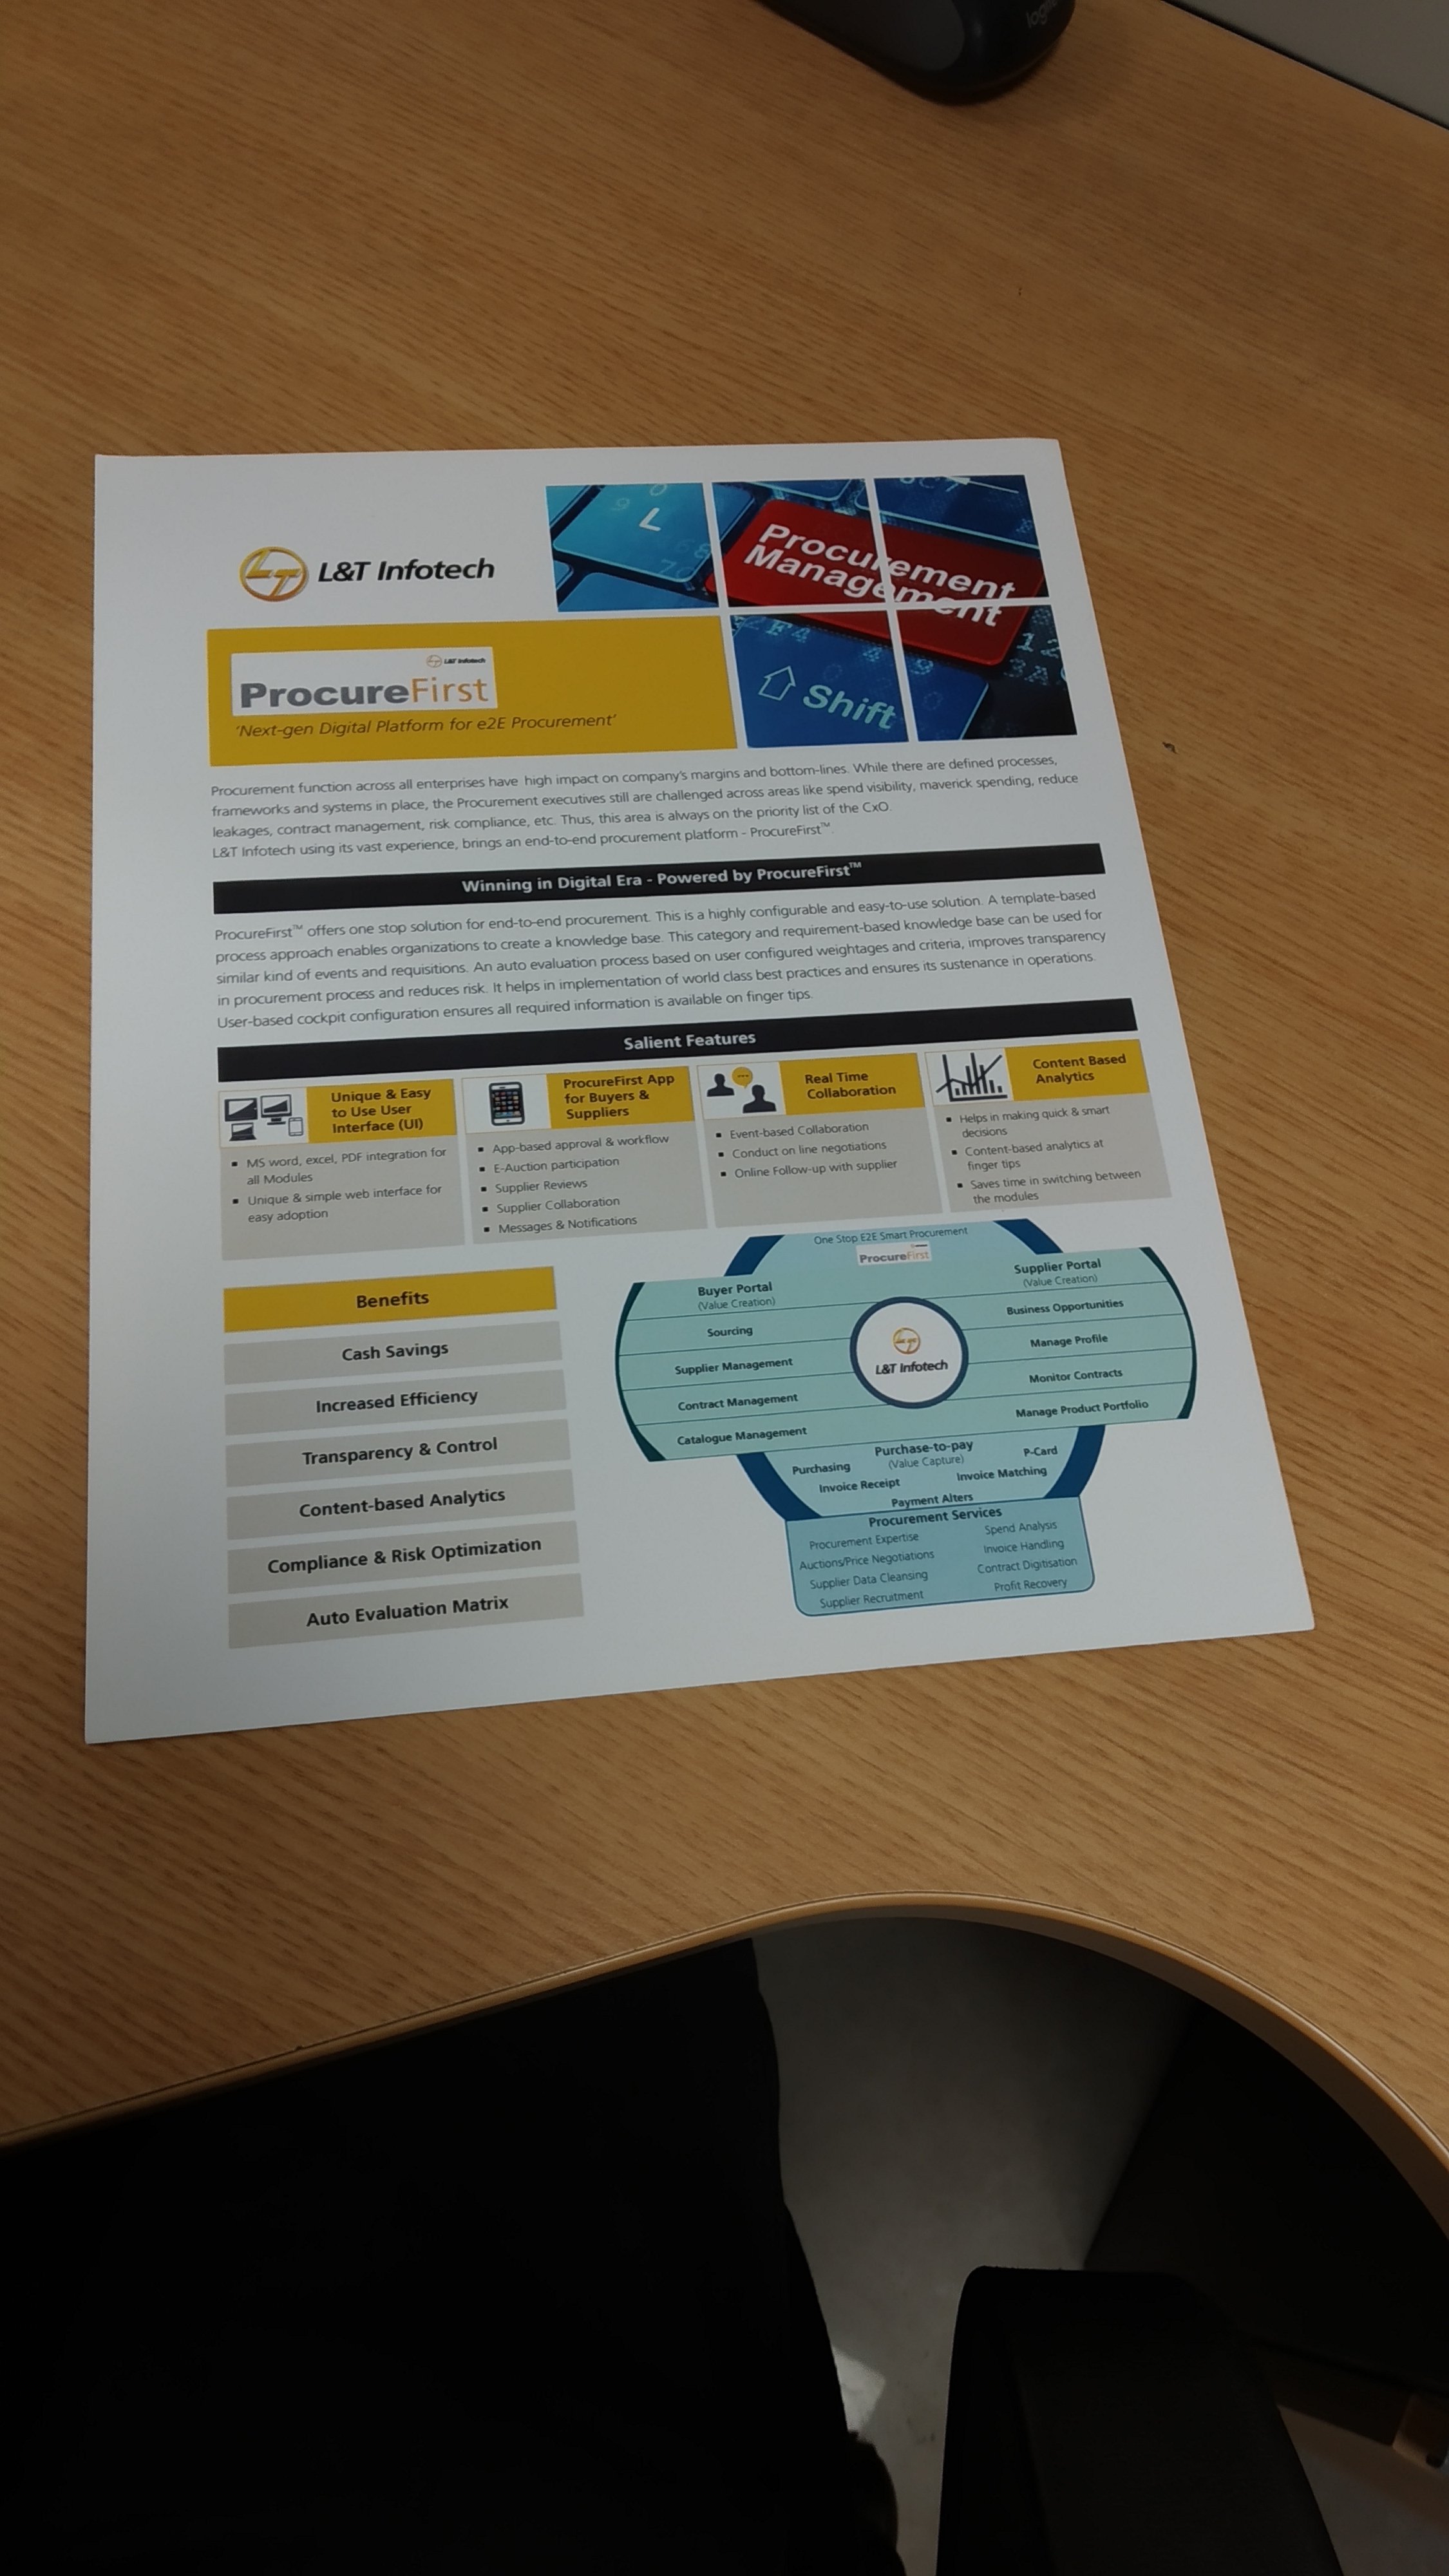 logi
L
Procurement
Management
Shift
L&T Infotech
L&T Infotech
ProcureFirst
'Next-gen Digital Platform for e2E Procurement'
Procurement function across all enterprises have high impact on company's margins and bottom-lines. While there are defined processes,
frameworks and systems in place, the Procurement executives still are challenged across areas like spend visibility, maverick spending, reduce
leakages, contract management, risk compliance, etc. Thus, this area is always on the priority list of the CxO.
L&T Infotech using its vast experience, brings an end-to-end procurement platform - ProcureFirst™.
Winning in Digital Era - Powered by ProcureFirst™
ProcureFirst™ offers one stop solution for end-to-end procurement. This is a highly configurable and easy-to-use solution. A template-based
process approach enables organizations to create a knowledge base. This category and requirement-based knowledge base can be used for
similar kind of events and requisitions. An auto evaluation process based on user configured weightages and criteria, improves transparency
in procurement process and reduces risk. It helps in implementation of world class best practices and ensures its sustenance in operations.
User-based cockpit configuration ensures all required information is available on finger tips.
Salient Features
Unique & Easy
to Use User
Interface (UI)
▪ MS word, excel, PDF integration for
all Modules
▪ Unique & simple web interface for
easy adoption
ProcureFirst App
for Buyers &
Suppliers
▪ App-based approval & workflow
▪ E-Auction participation
▪ Supplier Reviews
▪ Supplier Collaboration
▪ Messages & Notifications
Real Time
Collaboration
▪ Event-based Collaboration
▪ Conduct on line negotiations
▪ Online Follow-up with supplier
Content Based
Analytics
▪ Helps in making quick & smart
decisions
▪ Content-based analytics at
finger tips
▪ Saves time in switching between
the modules
Benefits
Cash Savings
Increased Efficiency
Transparency & Control
Content-based Analytics
Compliance & Risk Optimization
Auto Evaluation Matrix
One Stop E2E Smart Procurement
ProcureFirst
Buyer Portal
(Value Creation)
Sourcing
Supplier Management
Contract Management
Catalogue Management
L&T Infotech
Supplier Portal
(Value Creation)
Business Opportunities
Manage Profile
Monitor Contracts
Manage Product Portfolio
Purchase-to-pay
(Value Capture)
Purchasing
P-Card
Invoice Receipt
Invoice Matching
Payment Alters
Procurement Services
Procurement Expertise
Auctions/Price Negotiations
Supplier Data Cleansing
Supplier Recruitment
Spend Analysis
Invoice Handling
Contract Digitisation
Profit Recovery